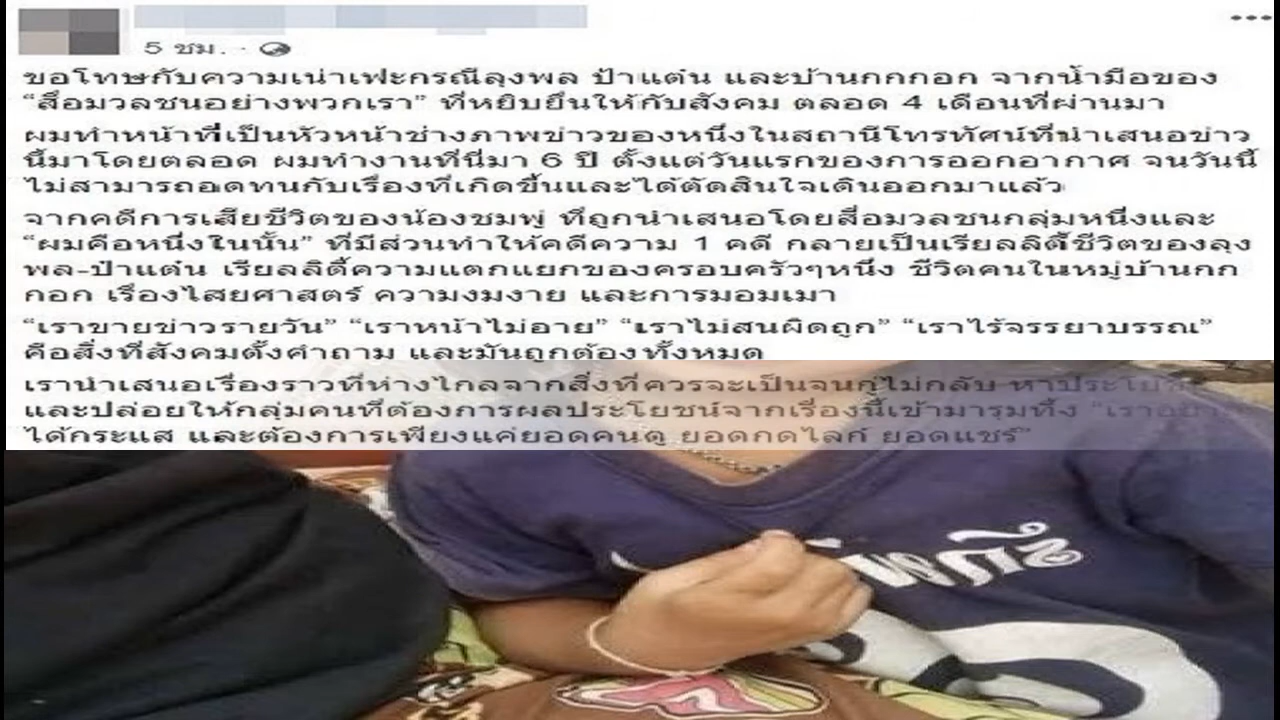 5 ชม. ·
ขอโทษกับความเน่าเฟะกรณีลุงพล ป้าแต๋น และบ้านกกกอก จากน้ำมือของ
“สื่อมวลชนอย่างพวกเรา” ที่หยิบยื่นให้กับสังคม ตลอด 4 เดือนที่ผ่านมา
ผมทำหน้าที่เป็นหัวหน้าช่างภาพข่าวของหนึ่งในสถานีโทรทัศน์ที่นำเสนอข่าว
นี้มาโดยตลอด ผมทำงานที่นี่มา 6 ปี ตั้งแต่วันแรกของการออกอากาศ จนวันนี้
ไม่สามารถอดทนกับเรื่องที่เกิดขึ้นและได้ตัดสินใจเดินออกมาแล้ว
จากคดีการเสียชีวิตของน้องชมพู่ ที่ถูกนำเสนอโดยสื่อมวลชนกลุ่มหนึ่งและ
“ผมคือหนึ่งในนั้น” ที่มีส่วนทำให้คดีความ 1 คดี กลายเป็นเรียลลิตี้ชีวิตของลุง
พล-ป้าแต๋น เรียลลิตี้ความแตกแยกของครอบครัวๆหนึ่ง ชีวิตคนในหมู่บ้านกก
กอก เรื่องไสยศาสตร์ ความงมงาย และการมอมเมา
“เราขายข่าวรายวัน” “เราหน้าไม่อาย” “เราไม่สนผิดถูก” “เราไร้จรรยาบรรณ”
คือสิ่งที่สังคมตั้งคำถาม และมันถูกต้องทั้งหมด
เรานำเสนอเรื่องราวที่ห่างไกลจากสิ่งที่ควรจะเป็นจนกู่ไม่กลับ หาประโยชน์
และปล่อยให้กลุ่มคนที่ต้องการผลประโยชน์จากเรื่องนี้เข้ามารุมทึ้ง “เราอยาก
ได้กระแส และต้องการเพียงแค่ยอดคนดู ยอดกดไลก์ ยอดแชร์”